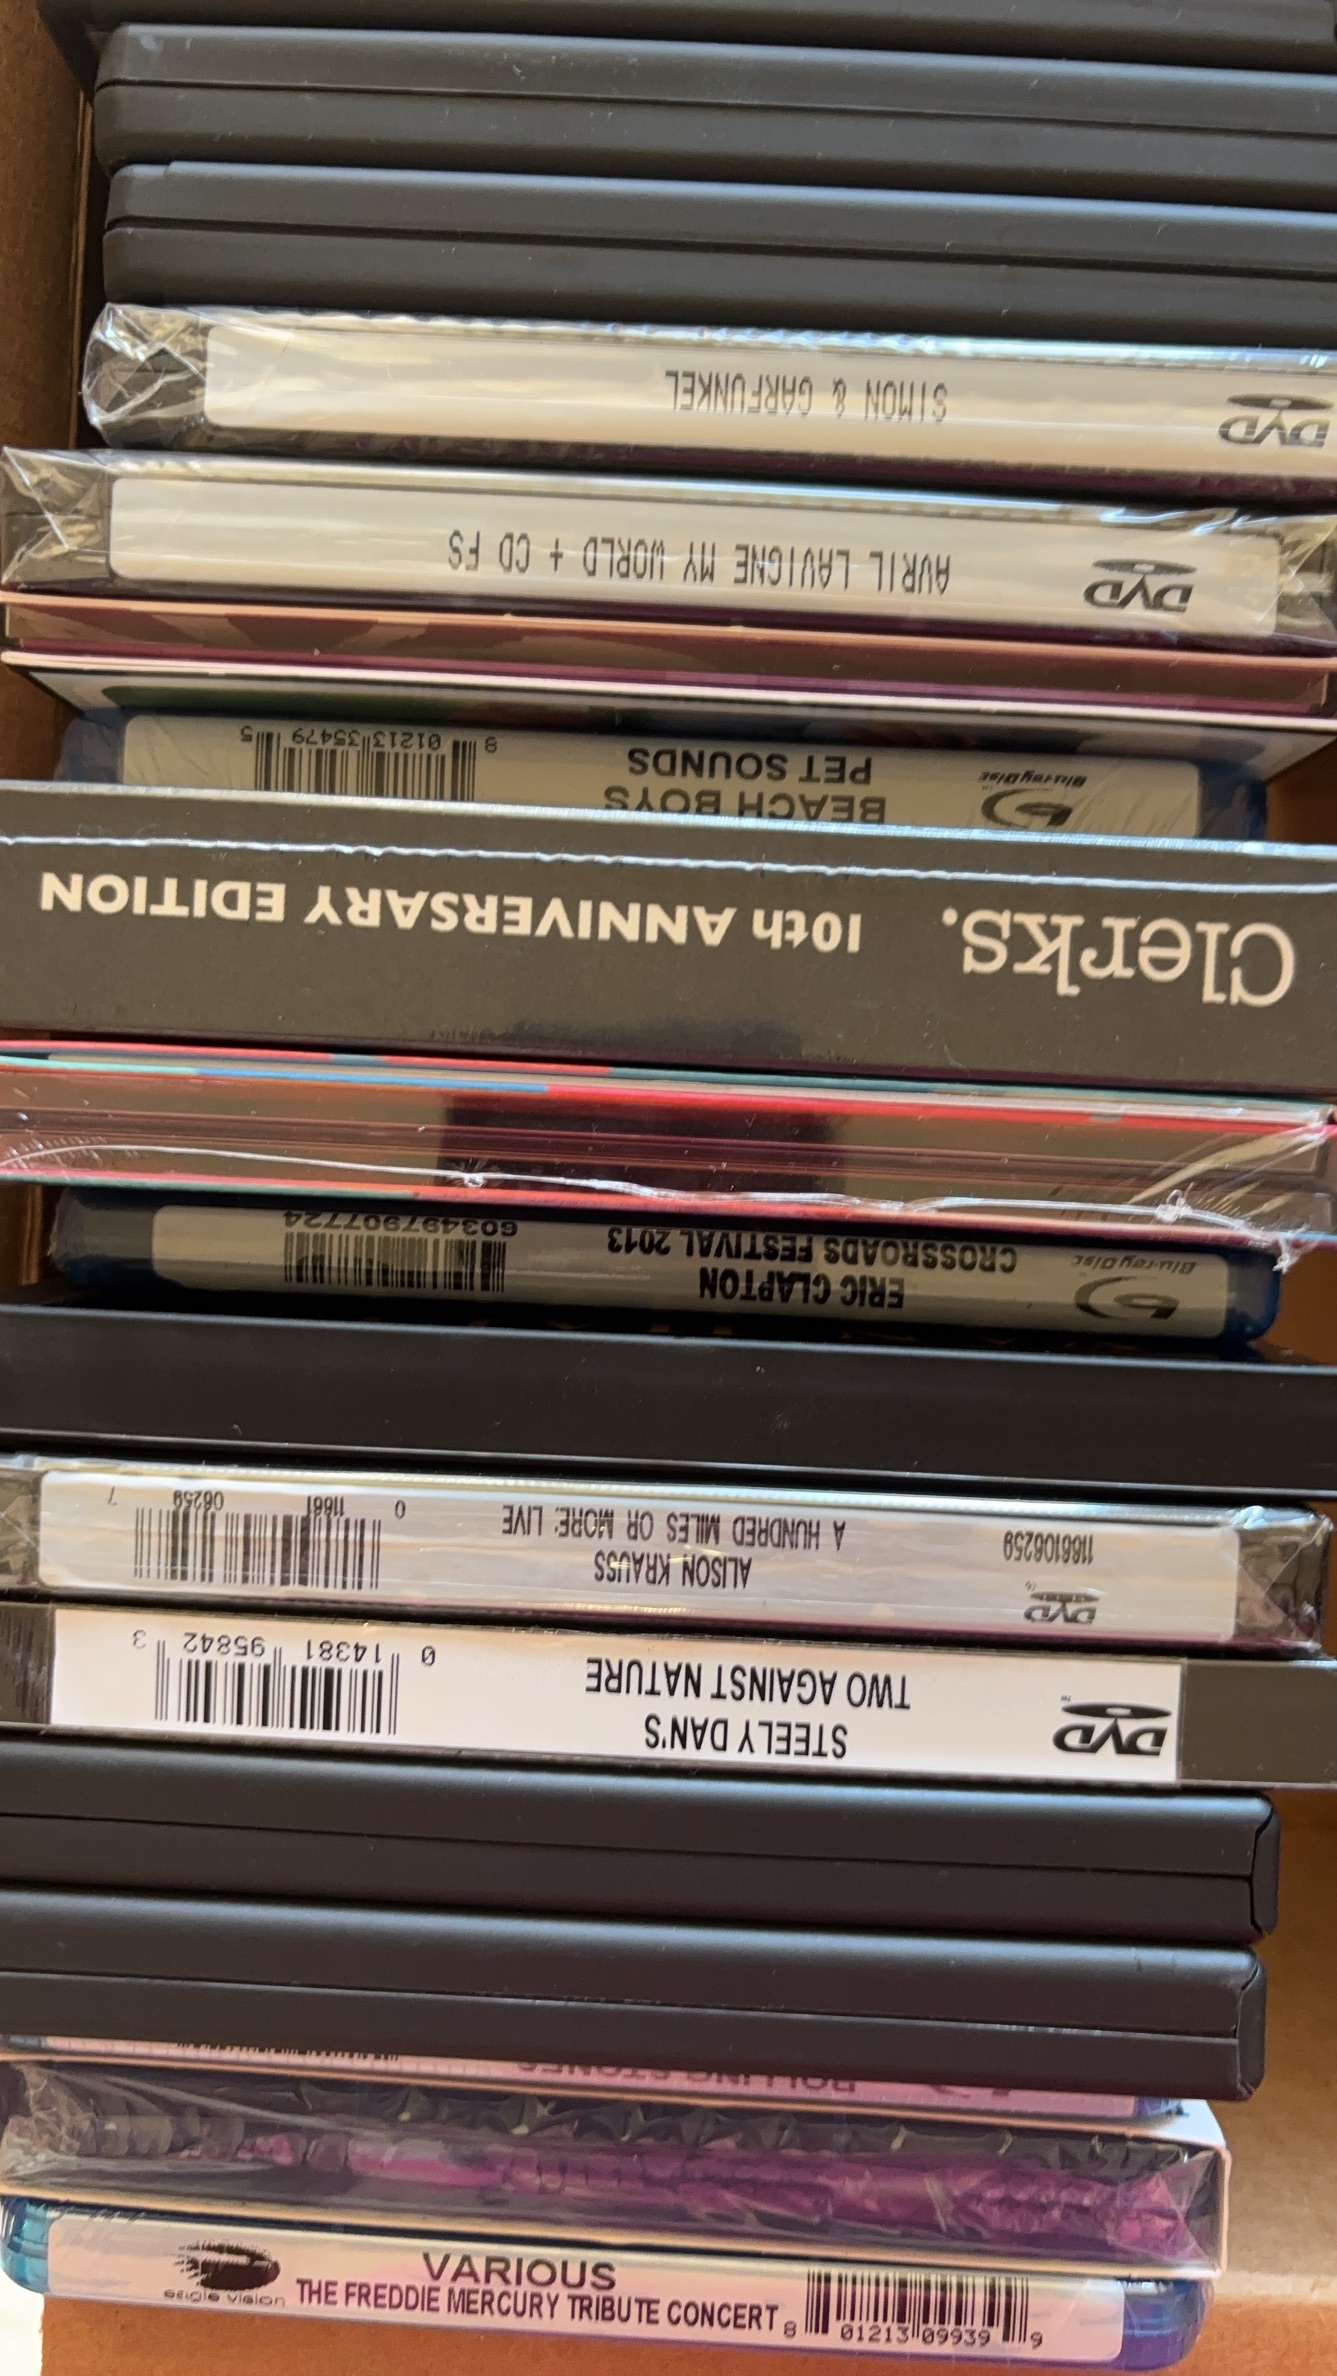 SIMON & GARFUNKEL
DVD
AVRIL LAVIGNE MY WORLD + CD FS
DVD
BEACH BOYS
PET SOUNDS
Blu-ray Disc
8 01213 35479 5
Clerks. 10th ANNIVERSARY EDITION
ERIC CLAPTON
CROSSROADS FESTIVAL 2013
Blu-ray Disc
603497907724
DVD
1166106259
ALISON KRAUSS
A HUNDRED MILES OR MORE: LIVE
0 11661 06259 7
DVD
STEELY DAN'S
TWO AGAINST NATURE
0 14381 95842 3
ROLLING STONES
eagle vision
VARIOUS
THE FREDDIE MERCURY TRIBUTE CONCERT
8 01213 09939 9